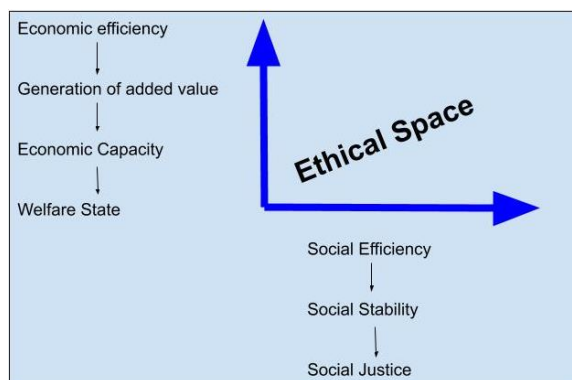 Economic efficiency
Generation of added value
Economic Capacity
Welfare State
Ethical Space
Social Efficiency
Social Stability
Social Justice